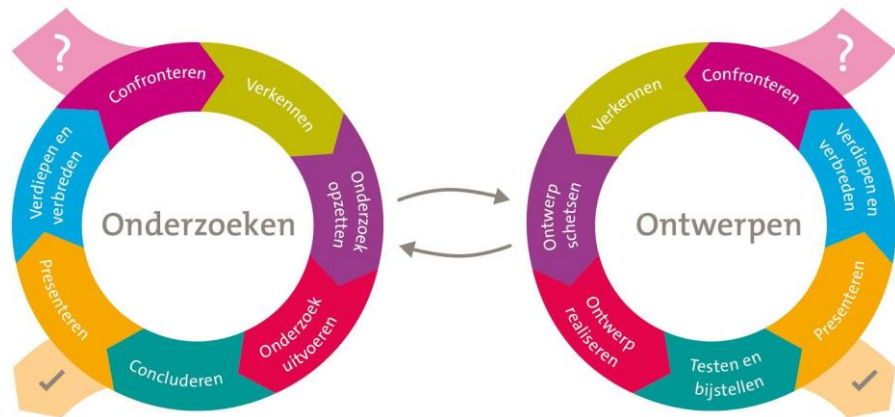 ?
Confronteren
Verkennen
Onderzoek
opzetten
Onderzoek
uitvoeren
Concluderen
Presenteren
Verdiepen en
verbreden
Onderzoeken
✓
?
Confronteren
Verkennen
Ontwerp
schetsen
Ontwerp
realiseren
Testen en
bijstellen
Presenteren
Verdiepen en
verbreden
Ontwerpen
✓